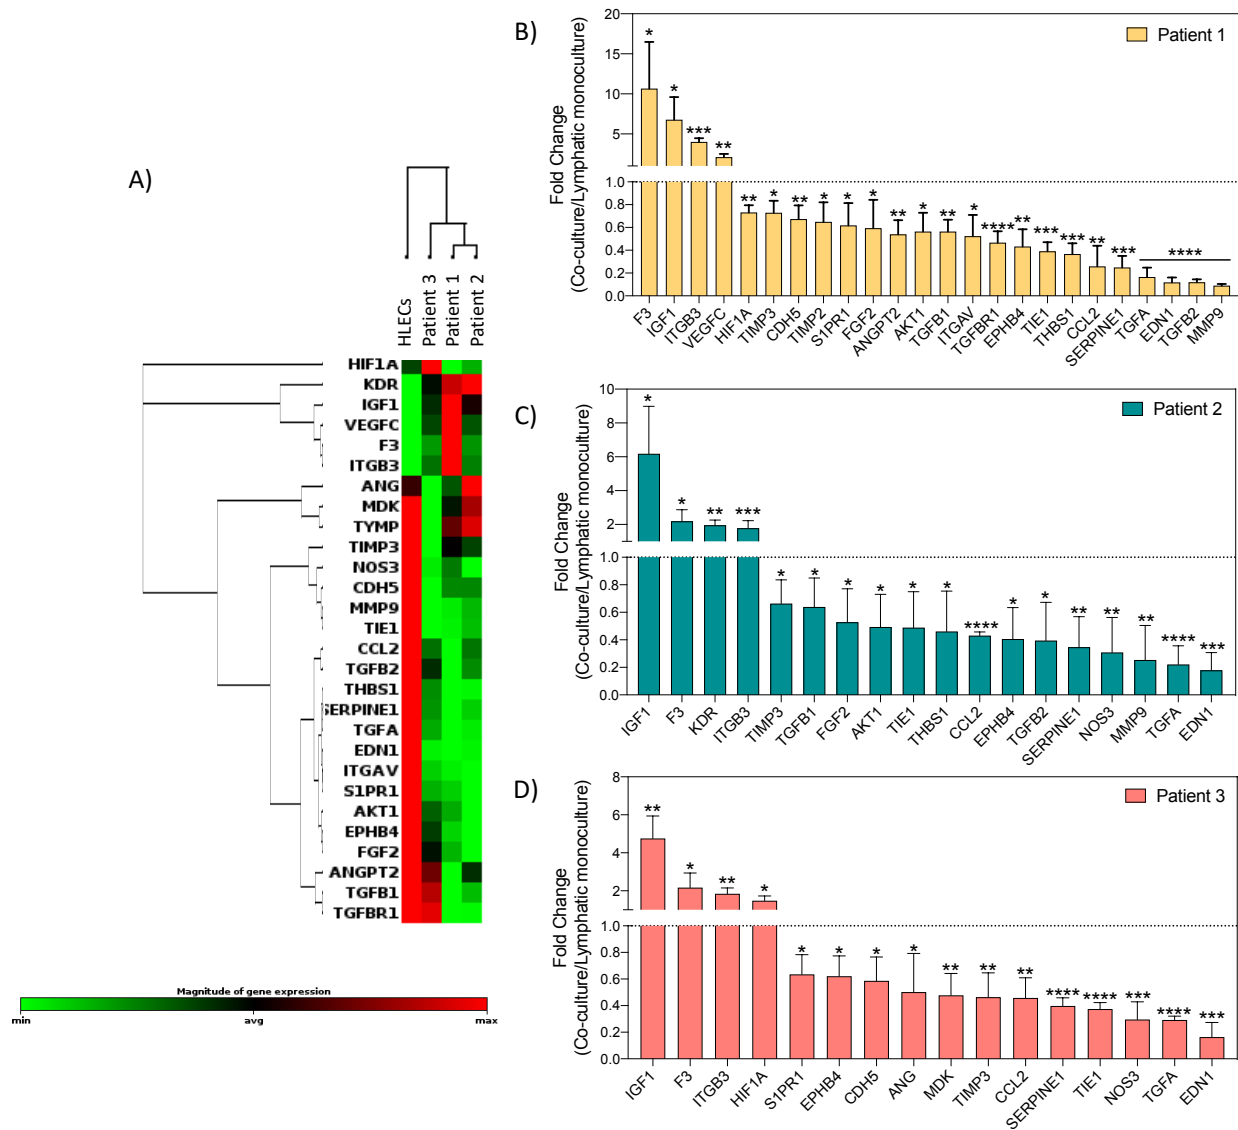 A)
HLECs
Patient 3
Patient 1
Patient 2
HIF1A
KDR
IGF1
VEGFC
F3
ITGB3
ANG
MDK
TYMP
TIMP3
NOS3
CDH5
MMP9
TIE1
CCL2
TGFB2
THBS1
SERPINE1
TGFA
EDN1
ITGAV
S1PR1
AKT1
EPHB4
FGF2
ANGPT2
TGFB1
TGFBR1
Magnitude of gene expression
min avg max
B)
Patient 1
Fold Change
(Co-culture/Lymphatic monoculture)
20
15
10
5
1.0
0.8
0.6
0.4
0.2
0.0
* * *** ** ** * ** * * * ** * ** * **** ** *** *** ** *** ****
F3 IGF1 ITGB3 VEGFC HIF1A TIMP3 CDH5 TIMP2 S1PR1 FGF2 ANGPT2 AKT1 TGFB1 ITGAV TGFBR1 EPHB4 TIE1 THBS1 CCL2 SERPINE1 TGFA EDN1 TGFB2 MMP9
C)
Patient 2
Fold Change
(Co-culture/Lymphatic monoculture)
10
8
6
4
2
1.0
0.8
0.6
0.4
0.2
0.0
* * ** *** * * * * * * **** * * ** ** ** **** ***
IGF1 F3 KDR ITGB3 TIMP3 TGFB1 FGF2 AKT1 TIE1 THBS1 CCL2 EPHB4 TGFB2 SERPINE1 NOS3 MMP9 TGFA EDN1
D)
Patient 3
Fold Change
(Co-culture/Lymphatic monoculture)
8
6
4
2
1.0
0.8
0.6
0.4
0.2
0.0
** * ** * * * * * ** ** ** **** **** *** **** ***
IGF1 F3 ITGB3 HIF1A S1PR1 EPHB4 CDH5 ANG MDK TIMP3 CCL2 SERPINE1 TIE1 NOS3 TGFA EDN1